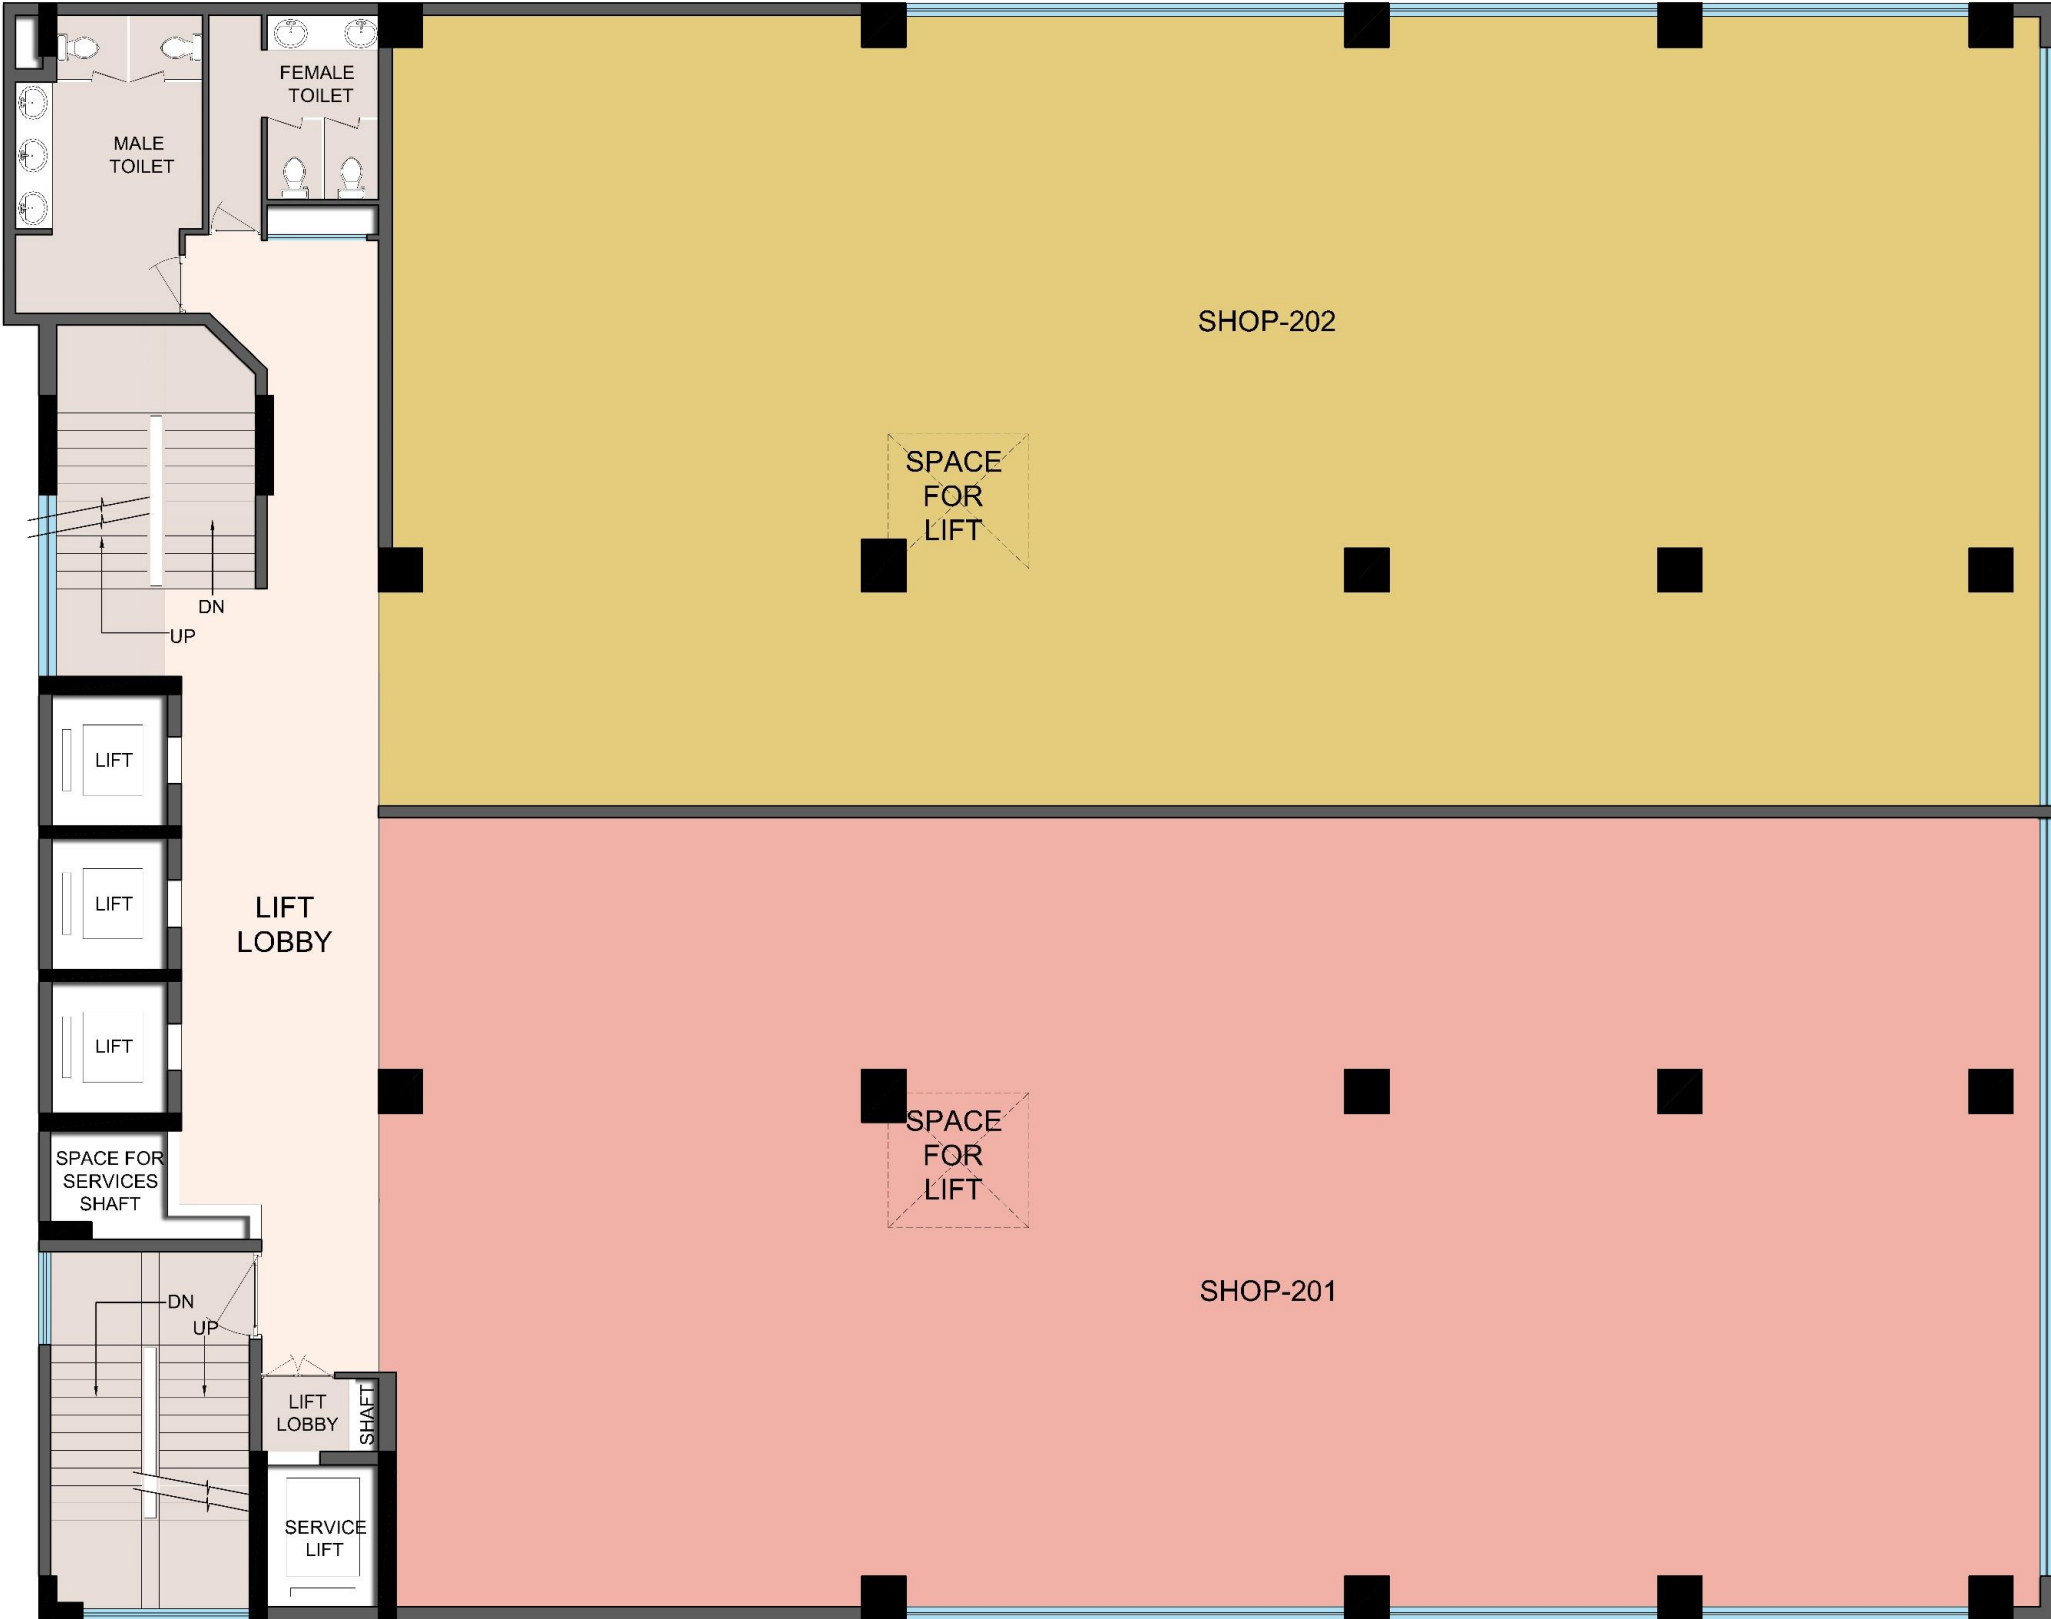 FEMALE
TOILET
MALE
TOILET
SHOP-202
SPACE
FOR
LIFT
DN
UP
LIFT
LIFT
LIFT
LOBBY
LIFT
SPACE
FOR
LIFT
SPACE FOR
SERVICES
SHAFT
SHOP-201
DN
UP
LIFT
LOBBY
SHAFT
SERVICE
LIFT